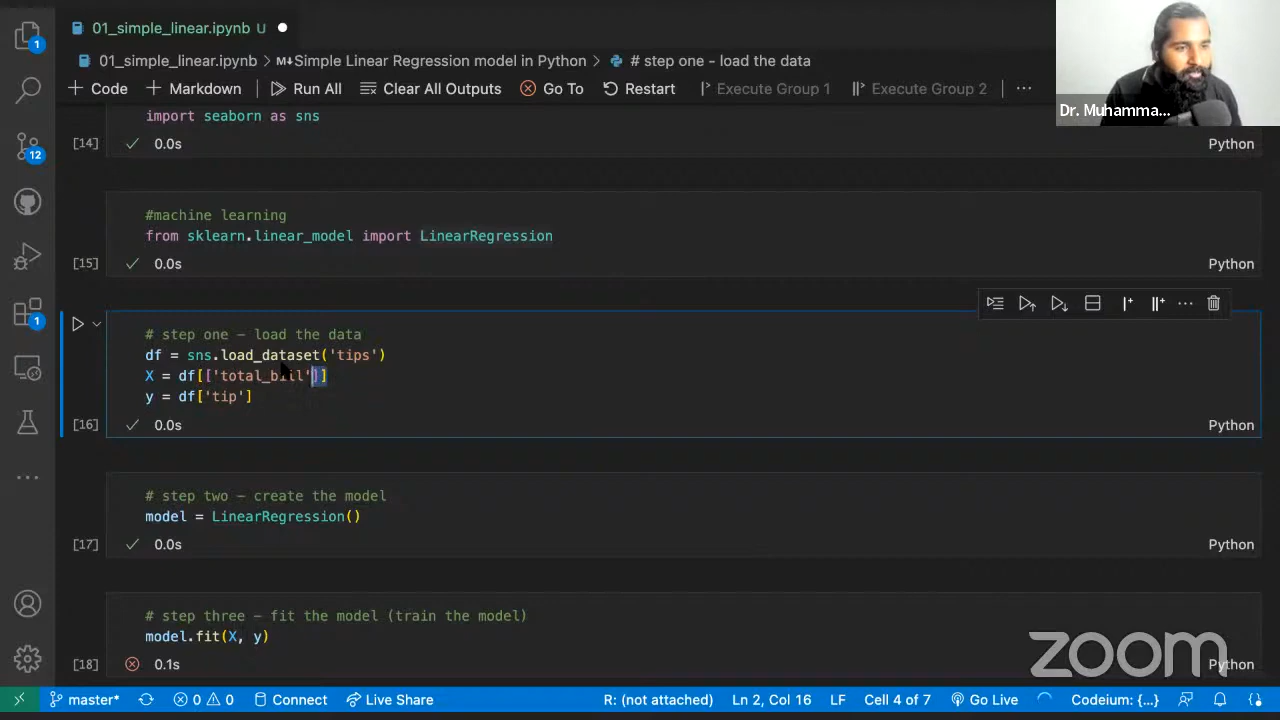 01_simple_linear.ipynb U
01_simple_linear.ipynb > M↓Simple Linear Regression model in Python > # step one - load the data
+ Code + Markdown Run All Clear All Outputs Go To Restart Execute Group 1 Execute Group 2 ...
Dr. Muhamma...
1
12
1
import seaborn as sns
[14] 0.0s Python
#machine learning
from sklearn.linear_model import LinearRegression
[15] 0.0s Python
# step one - load the data
df = sns.load_dataset('tips')
X = df[['total_bill']]
y = df['tip']
[16] 0.0s Python
# step two - create the model
model = LinearRegression()
[17] 0.0s Python
# step three - fit the model (train the model)
model.fit(X, y)
[18] 0.1s Python
zoom
master* 0 0 Connect Live Share R: (not attached) Ln 2, Col 16 LF Cell 4 of 7 Go Live Codeium: {...}